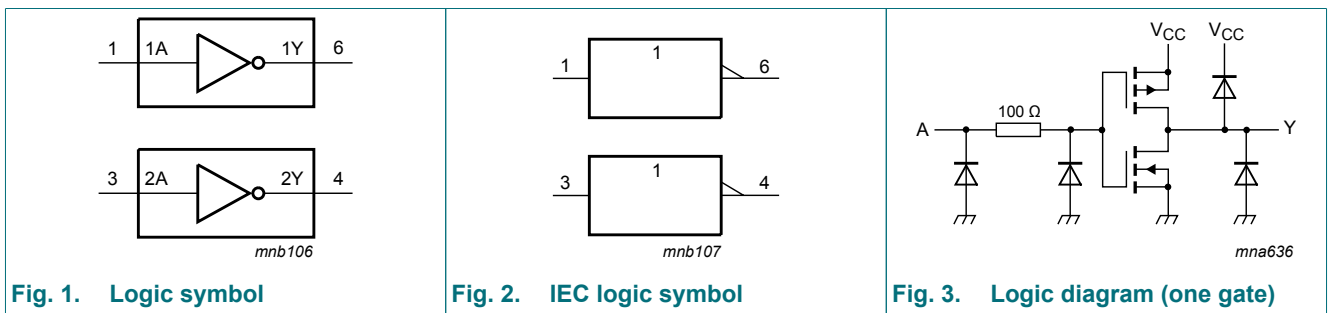 1 1A 1Y 6
3 2A 2Y 4
mnb106
Fig. 1. Logic symbol
1 1 6
3 1 4
mnb107
Fig. 2. IEC logic symbol
VCC VCC
100 Ω
A Y
mna636
Fig. 3. Logic diagram (one gate)